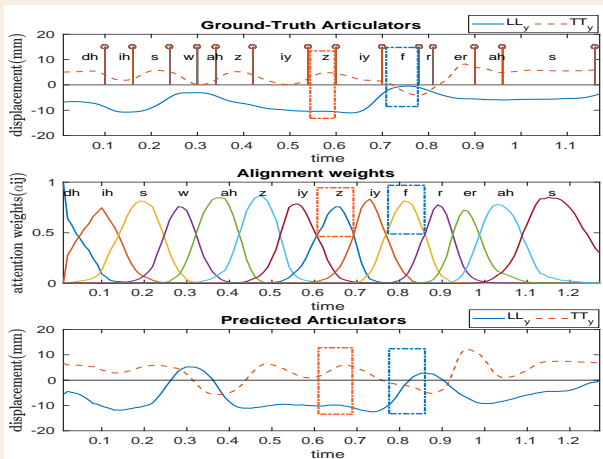 Ground-Truth Articulators
LL_y TT_y
displacement(mm)
20
10
0
-10
-20
dh ih s w ah z iy z iy f r er ah s
0.1 0.2 0.3 0.4 0.5 0.6 0.7 0.8 0.9 1 1.1
time
Alignment weights
attention weights(αij)
1
0.5
0
dh ih s w ah z iy z iy f r er ah s
0.1 0.2 0.3 0.4 0.5 0.6 0.7 0.8 0.9 1 1.1 1.2
time
Predicted Articulators
LL_y TT_y
displacement(mm)
20
10
0
-10
-20
0.1 0.2 0.3 0.4 0.5 0.6 0.7 0.8 0.9 1 1.1 1.2
time